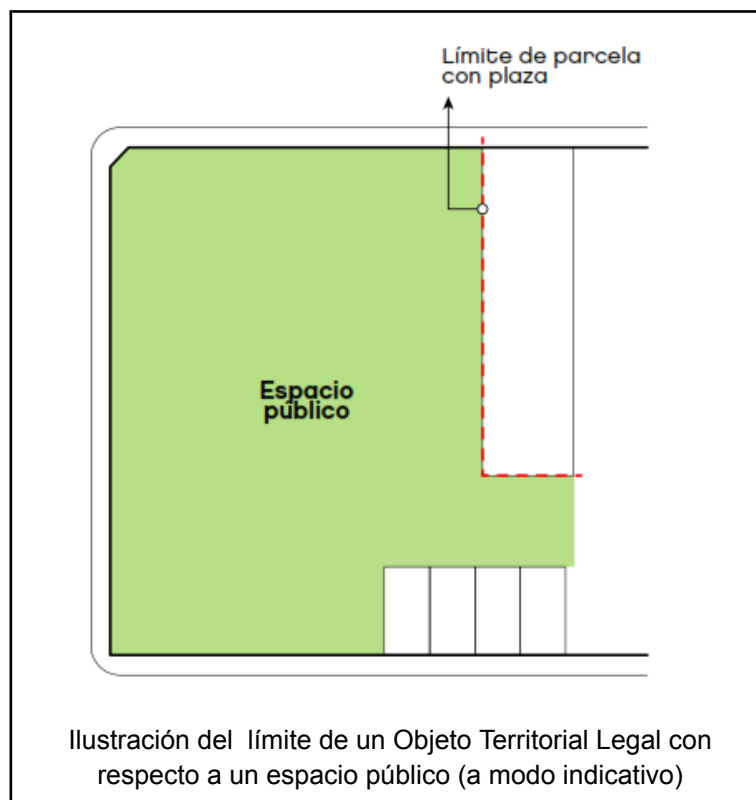 Límite de parcela
con plaza
Espacio
público
Ilustración del límite de un Objeto Territorial Legal con
respecto a un espacio público (a modo indicativo)